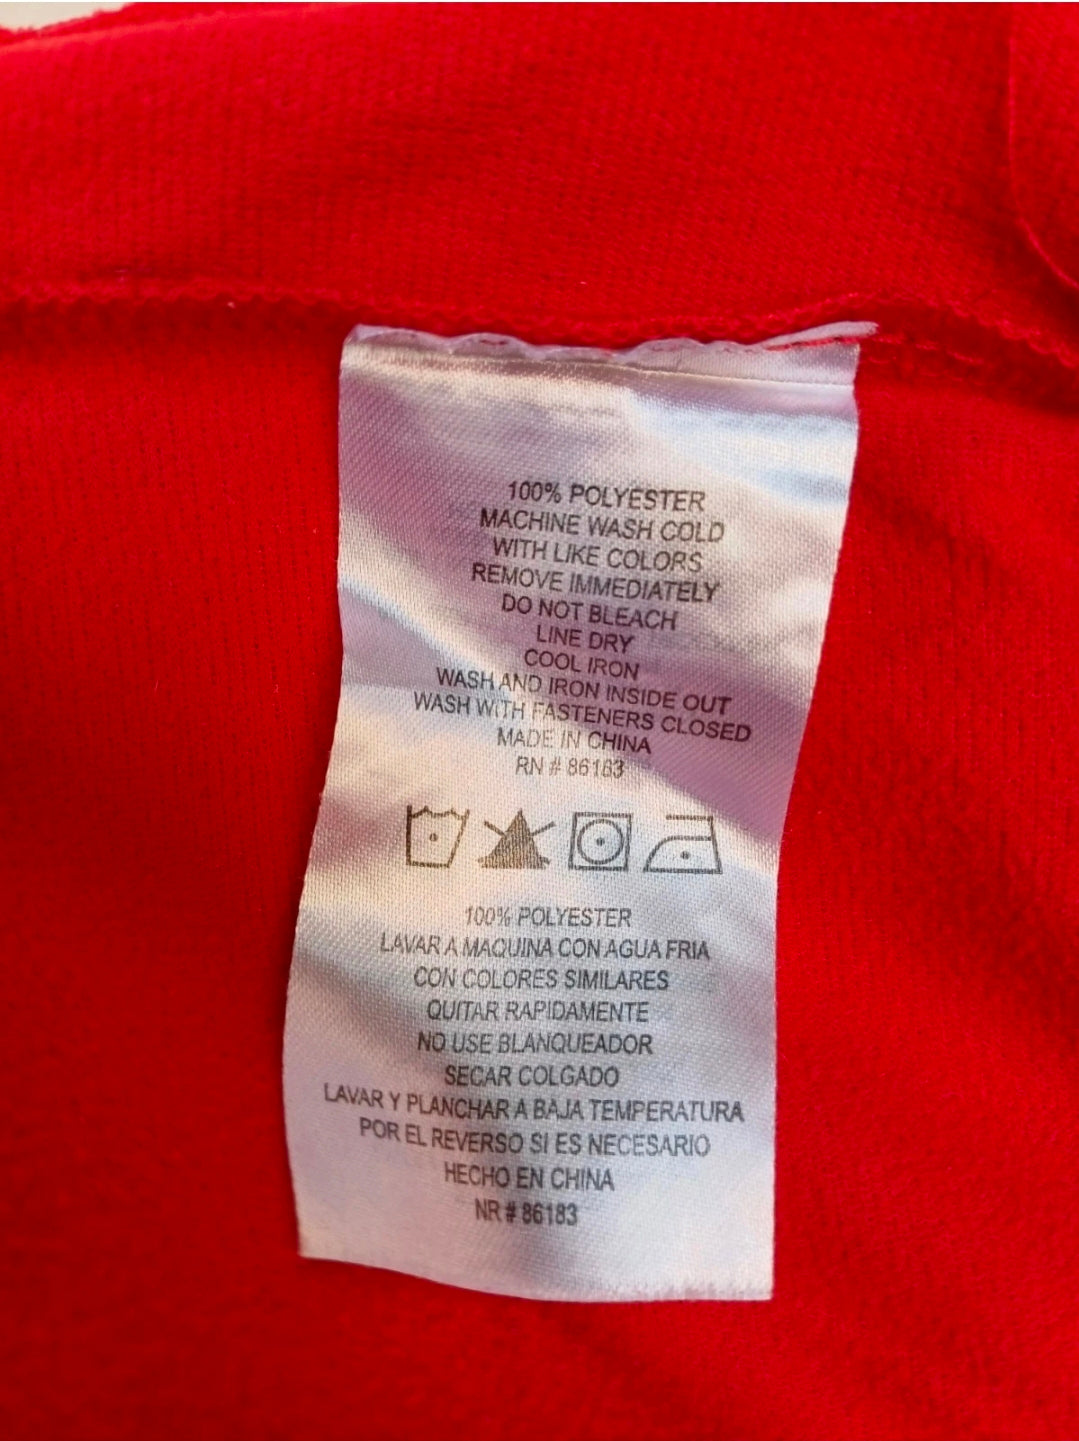 100% POLYESTER
MACHINE WASH COLD
WITH LIKE COLORS
REMOVE IMMEDIATELY
DO NOT BLEACH
LINE DRY
COOL IRON
WASH AND IRON INSIDE OUT
WASH WITH FASTENERS CLOSED
MADE IN CHINA
RN # 86183
100% POLYESTER
LAVAR A MAQUINA CON AGUA FRIA
CON COLORES SIMILARES
QUITAR RAPIDAMENTE
NO USE BLANQUEADOR
SECAR COLGADO
LAVAR Y PLANCHAR A BAJA TEMPERATURA
POR EL REVERSO SI ES NECESARIO
HECHO EN CHINA
NR # 86183